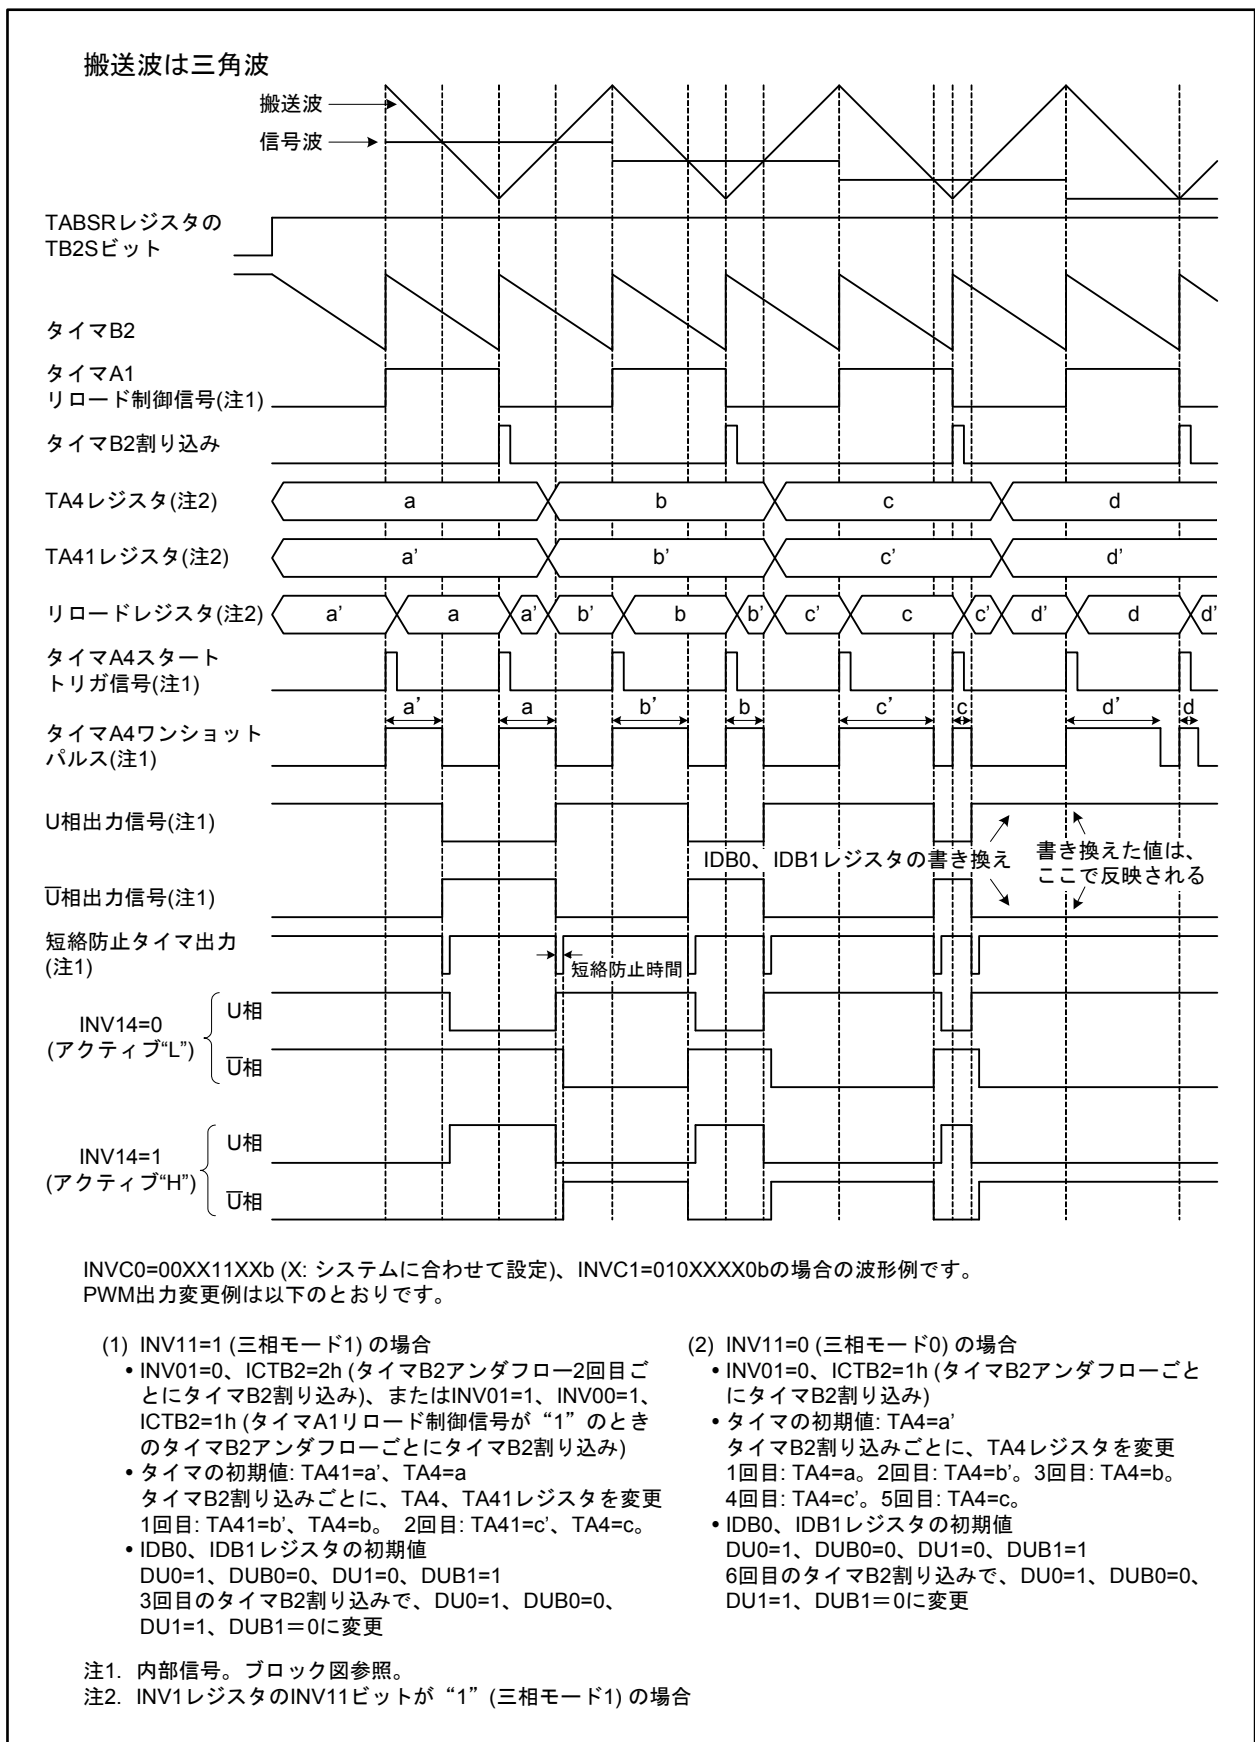 搬送波は三角波
搬送波
信号波
TABSRレジスタの
TB2Sビット
タイマB2
タイマA1
リロード制御信号(注1)
タイマB2割り込み
TA4レジスタ(注2)
a
b
c
d
TA41レジスタ(注2)
a’
b’
c’
d’
リロードレジスタ(注2)
a’
a
a’
b’
b
b’
c’
c
c’
d’
d
d’
タイマA4スタート
トリガ信号(注1)
a’
a
b’
b
c’
c
d’
d
タイマA4ワンショット
パルス(注1)
U相出力信号(注1)
IDB0、IDB1レジスタの書き換え
書き換えた値は、
ここで反映される
U̅相出力信号(注1)
短絡防止タイマ出力
(注1)
短絡防止時間
INV14=0
(アクティブ“L”)
U相
U̅相
INV14=1
(アクティブ“H”)
U相
U̅相
INVC0=00XX11XXb (X: システムに合わせて設定)、INVC1=010XXXX0bの場合の波形例です。
PWM出力変更例は以下のとおりです。
(1) INV11=1 (三相モード1) の場合
• INV01=0、ICTB2=2h (タイマB2アンダフロー2回目ご
とにタイマB2割り込み)、またはINV01=1、INV00=1、
ICTB2=1h (タイマA1リロード制御信号が“1”のとき
のタイマB2アンダフローごとにタイマB2割り込み)
• タイマの初期値: TA41=a’、TA4=a
タイマB2割り込みごとに、TA4、TA41レジスタを変更
1回目: TA41=b’、TA4=b。 2回目: TA41=c’、TA4=c。
• IDB0、IDB1レジスタの初期値
DU0=1、DUB0=0、DU1=0、DUB1=1
3回目のタイマB2割り込みで、DU0=1、DUB0=0、
DU1=1、DUB1＝0に変更
(2) INV11=0 (三相モード0) の場合
• INV01=0、ICTB2=1h (タイマB2アンダフローごと
にタイマB2割り込み)
• タイマの初期値: TA4=a’
タイマB2割り込みごとに、TA4レジスタを変更
1回目: TA4=a。2回目: TA4=b’。3回目: TA4=b。
4回目: TA4=c’。5回目: TA4=c。
• IDB0、IDB1レジスタの初期値
DU0=1、DUB0=0、DU1=0、DUB1=1
6回目のタイマB2割り込みで、DU0=1、DUB0=0、
DU1=1、DUB1＝0に変更
注1. 内部信号。ブロック図参照。
注2. INV1レジスタのINV11ビットが“1”(三相モード1) の場合